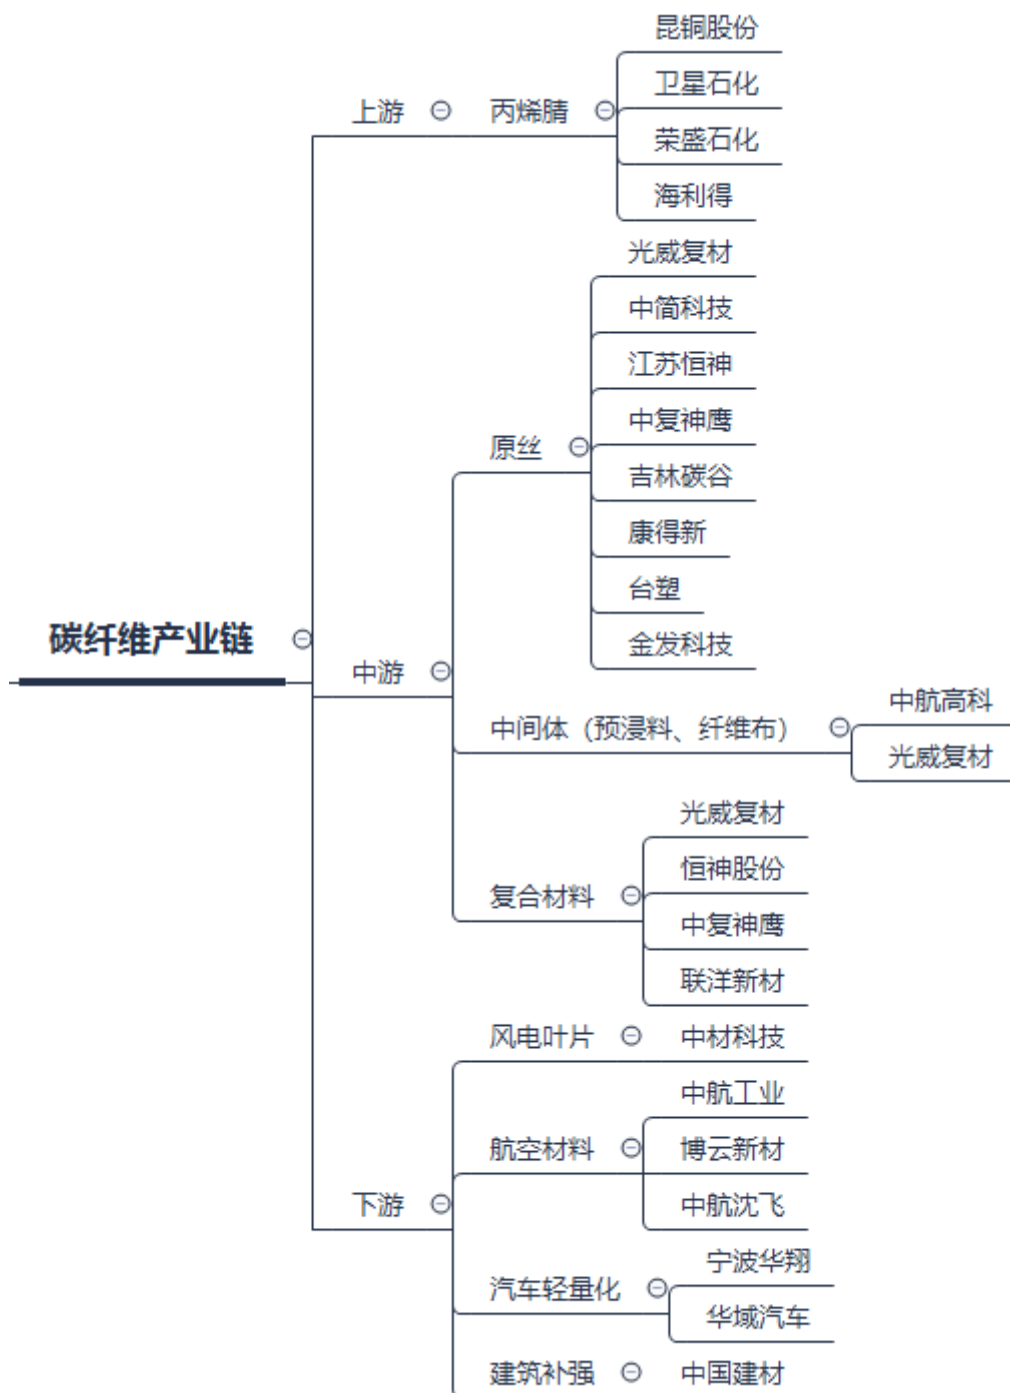 昆铜股份
卫星石化
上游
丙烯腈
荣盛石化
海利得
光威复材
中简科技
江苏恒神
中复神鹰
原丝
吉林碳谷
康得新
台塑
碳纤维产业链
金发科技
中游
中航高科
中间体（预浸料、纤维布）
光威复材
光威复材
恒神股份
复合材料
中复神鹰
联洋新材
风电叶片
中材科技
中航工业
航空材料
博云新材
下游
中航沈飞
宁波华翔
汽车轻量化
华域汽车
建筑补强
中国建材